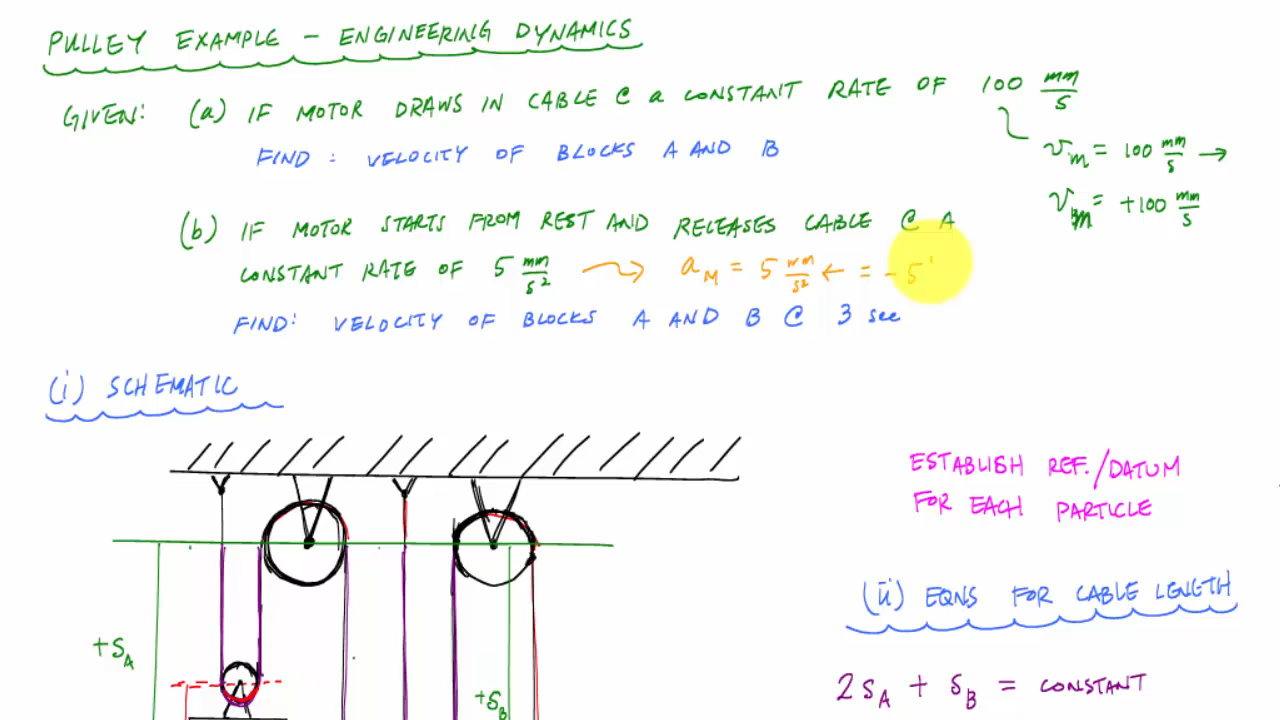 PULLEY EXAMPLE - ENGINEERING DYNAMICS
GIVEN: (a) IF MOTOR DRAWS IN CABLE @ a CONSTANT RATE OF 100 mm/s
FIND: VELOCITY OF BLOCKS A AND B
v_m = 100 mm/s →
v_m = +100 mm/s
(b) IF MOTOR STARTS FROM REST AND RELEASES CABLE @ A
CONSTANT RATE OF 5 mm/s² → a_M = 5 mm/s² ← = -5
FIND: VELOCITY OF BLOCKS A AND B @ 3 sec
(i) SCHEMATIC
ESTABLISH REF./DATUM
FOR EACH PARTICLE
(ii) EQNS FOR CABLE LENGTH
+S_A
+S_B
2S_A + S_B = CONSTANT